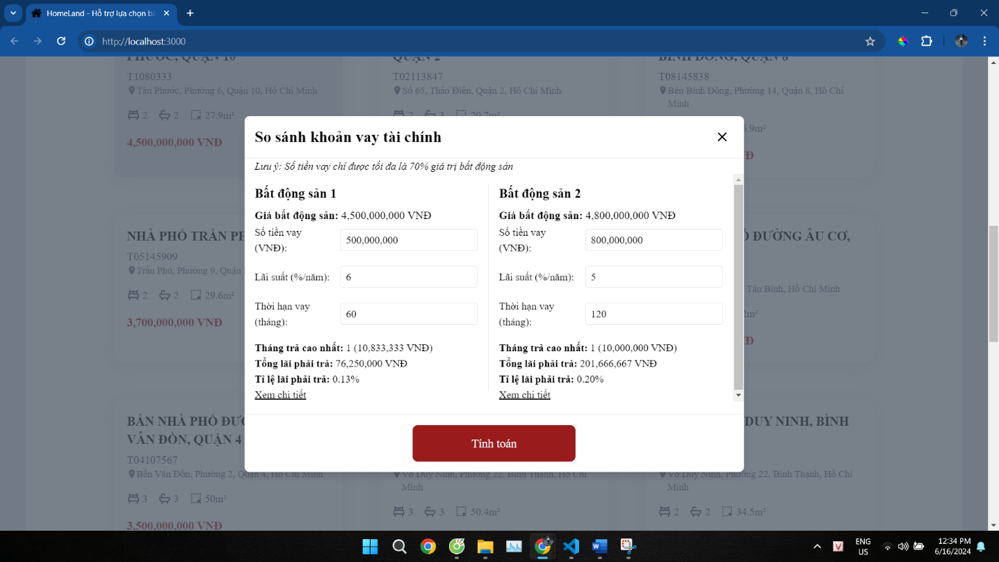 HomeLand - Hỗ trợ lựa chọn bấ
http://localhost:3000
THƯỚC, QUẬN 10
QUẬN 2
BÌNH ĐÔNG, QUẬN 8
T1080333
T02113847
T08145838
Tân Phước, Phường 6, Quận 10, Hồ Chí Minh
Số 65, Thảo Điền, Quận 2, Hồ Chí Minh
Bến Bình Đông, Phường 14, Quận 8, Hồ Chí
Minh
2 2 27.9m²
2 3 20.7m²
5.9m²
4,500,000,000 VNĐ
So sánh khoản vay tài chính
Lưu ý: Số tiền vay chỉ được tối đa là 70% giá trị bất động sản
Bất động sản 1
Giá bất động sản: 4,500,000,000 VNĐ
Số tiền vay
(VNĐ):
500,000,000
Lãi suất (%/năm):
6
Thời hạn vay
(tháng):
60
Tháng trả cao nhất: 1 (10,833,333 VNĐ)
Tổng lãi phải trả: 76,250,000 VNĐ
Tỉ lệ lãi phải trả: 0.13%
Xem chi tiết
Bất động sản 2
Giá bất động sản: 4,800,000,000 VNĐ
Số tiền vay
(VNĐ):
800,000,000
Lãi suất (%/năm):
5
Thời hạn vay
(tháng):
120
Tháng trả cao nhất: 1 (10,000,000 VNĐ)
Tổng lãi phải trả: 201,666,667 VNĐ
Tỉ lệ lãi phải trả: 0.20%
Xem chi tiết
Tính toán
NHÀ PHỐ TRẦN PH
T05145909
Trần Phú, Phường 9, Quận
2 2 29.6m²
3,700,000,000 VNĐ
ĐƯỜNG ÂU CƠ,
Tân Bình, Hồ Chí Minh
2m²
BÁN NHÀ PHỐ ĐƯỜ
VÂN ĐỒN, QUẬN 4
T04107567
Bến Vân Đồn, Phường 2, Quận 4, Hồ Chí Minh
3 3 50m²
3,500,000,000 VNĐ
Võ Duy Ninh, Phường 22, Bình Thạnh, Hồ Chí
Minh
3 3 50.4m²
DUY NINH, BÌNH
Võ Duy Ninh, Phường 22, Bình Thạnh, Hồ Chí
Minh
2 2 34.5m²
ENG
US
12:34 PM
6/16/2024